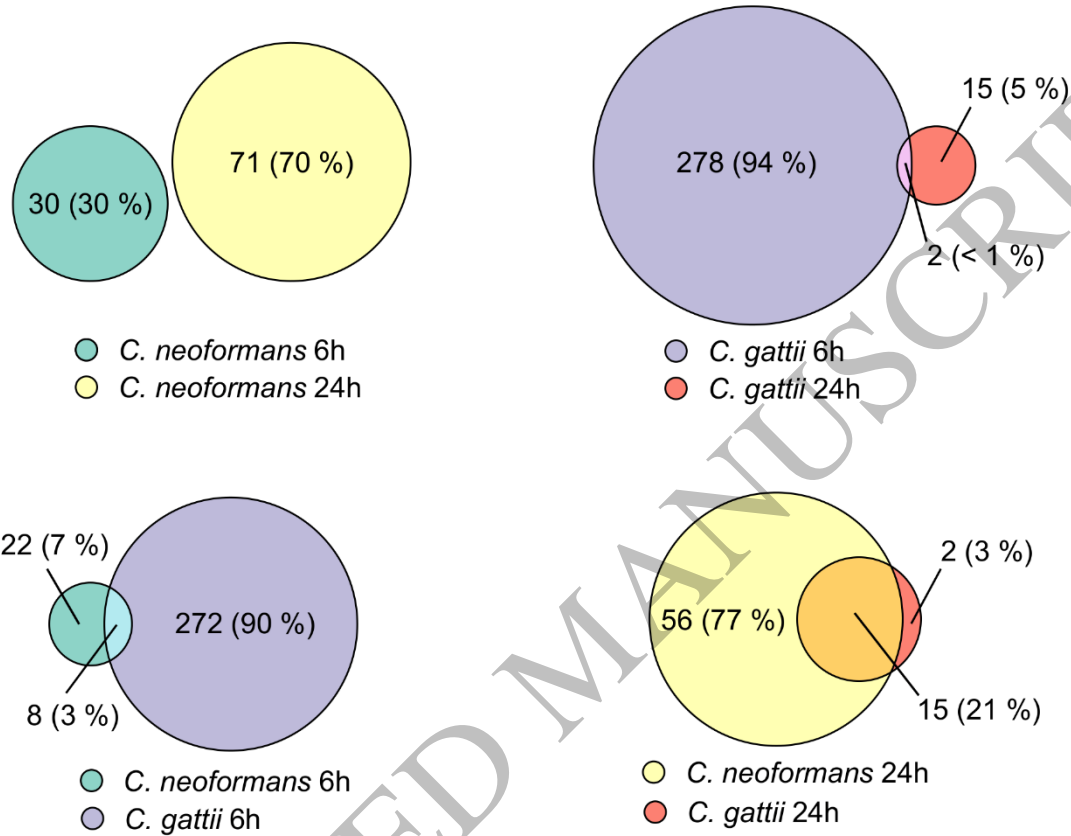 30 (30 %)
71 (70 %)
C. neoformans 6h
C. neoformans 24h
278 (94 %)
15 (5 %)
2 (< 1 %)
C. gattii 6h
C. gattii 24h
22 (7 %)
272 (90 %)
8 (3 %)
C. neoformans 6h
C. gattii 6h
56 (77 %)
2 (3 %)
15 (21 %)
C. neoformans 24h
C. gattii 24h
ED MANUSCRI